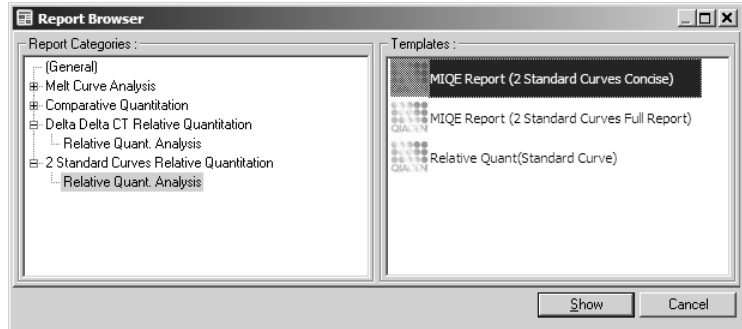 Report Browser
Report Categories :
(General)
Melt Curve Analysis
Comparative Quantitation
Delta Delta CT Relative Quantitation
Relative Quant. Analysis
2 Standard Curves Relative Quantitation
Relative Quant. Analysis
Templates :
MIQE Report (2 Standard Curves Concise)
QIAGEN
MIQE Report (2 Standard Curves Full Report)
QIAGEN
Relative Quant(Standard Curve)
Show
Cancel